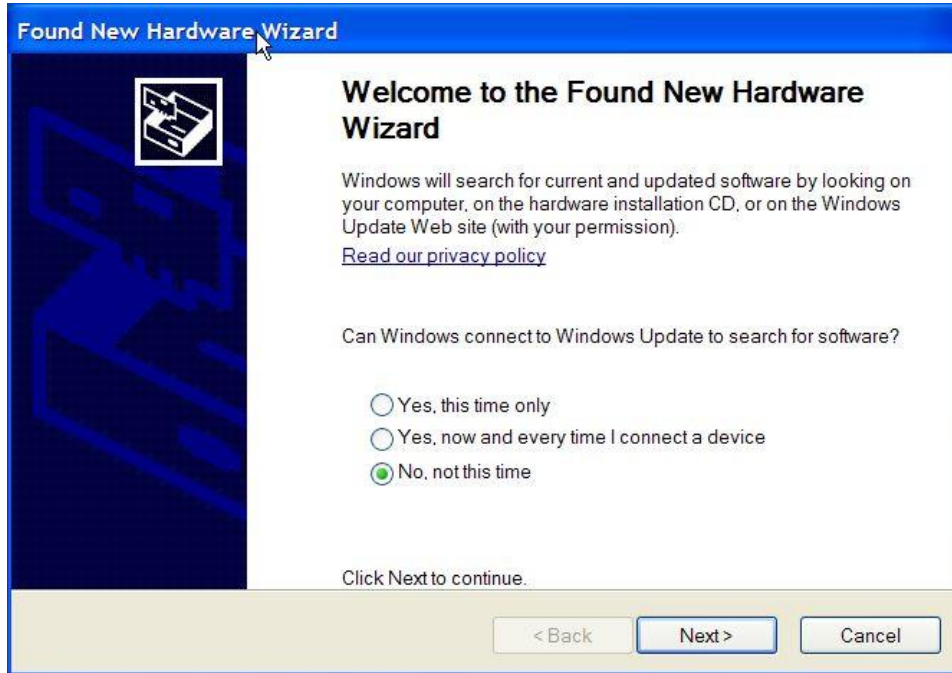 Found New Hardware Wizard
Welcome to the Found New Hardware
Wizard
Windows will search for current and updated software by looking on
your computer, on the hardware installation CD, or on the Windows
Update Web site (with your permission).
Read our privacy policy
Can Windows connect to Windows Update to search for software?
Yes, this time only
Yes, now and every time I connect a device
No, not this time
Click Next to continue.
< Back Next > Cancel